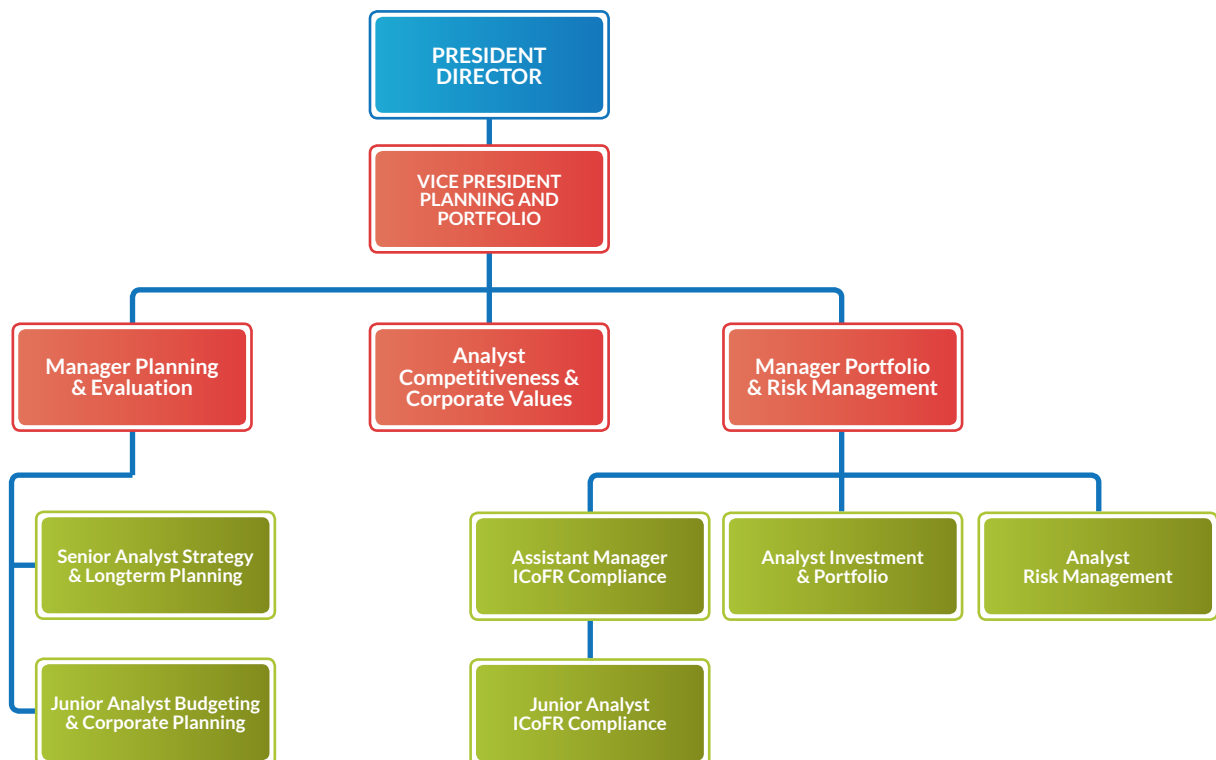 PRESIDENT
DIRECTOR
VICE PRESIDENT
PLANNING AND
PORTFOLIO
Manager Planning
& Evaluation
Analyst
Competitiveness &
Corporate Values
Manager Portfolio
& Risk Management
Senior Analyst Strategy
& Longterm Planning
Assistant Manager
ICoFR Compliance
Analyst Investment
& Portfolio
Analyst
Risk Management
Junior Analyst Budgeting
& Corporate Planning
Junior Analyst
ICoFR Compliance